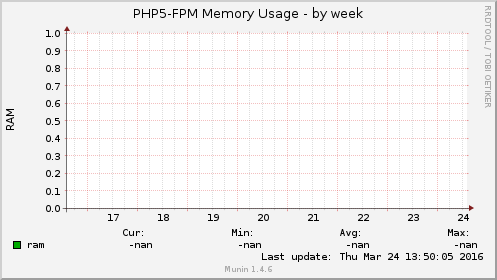 PHP5-FPM Memory Usage - by week
RRDTOOL / TOBI OETIKER
RAM
1.0
0.9
0.8
0.7
0.6
0.5
0.4
0.3
0.2
0.1
0.0
17 18 19 20 21 22 23 24
Cur: Min: Avg: Max:
ram -nan -nan -nan -nan
Last update: Thu Mar 24 13:50:05 2016
Munin 1.4.6